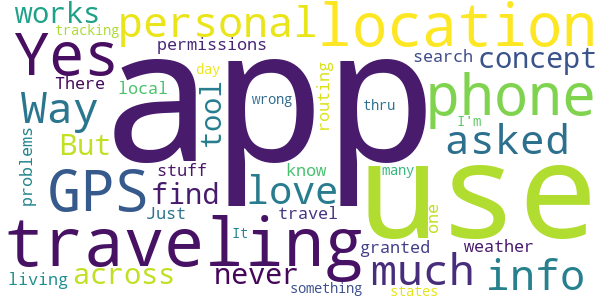 works personal location
tracking
Yes app permissions search concept
There day phone
Way local tool wrong routing thru
But I'm asked
problems stuff find know many use
GPS love
Just travel one
traveling It granted weather
across never much info
living something states